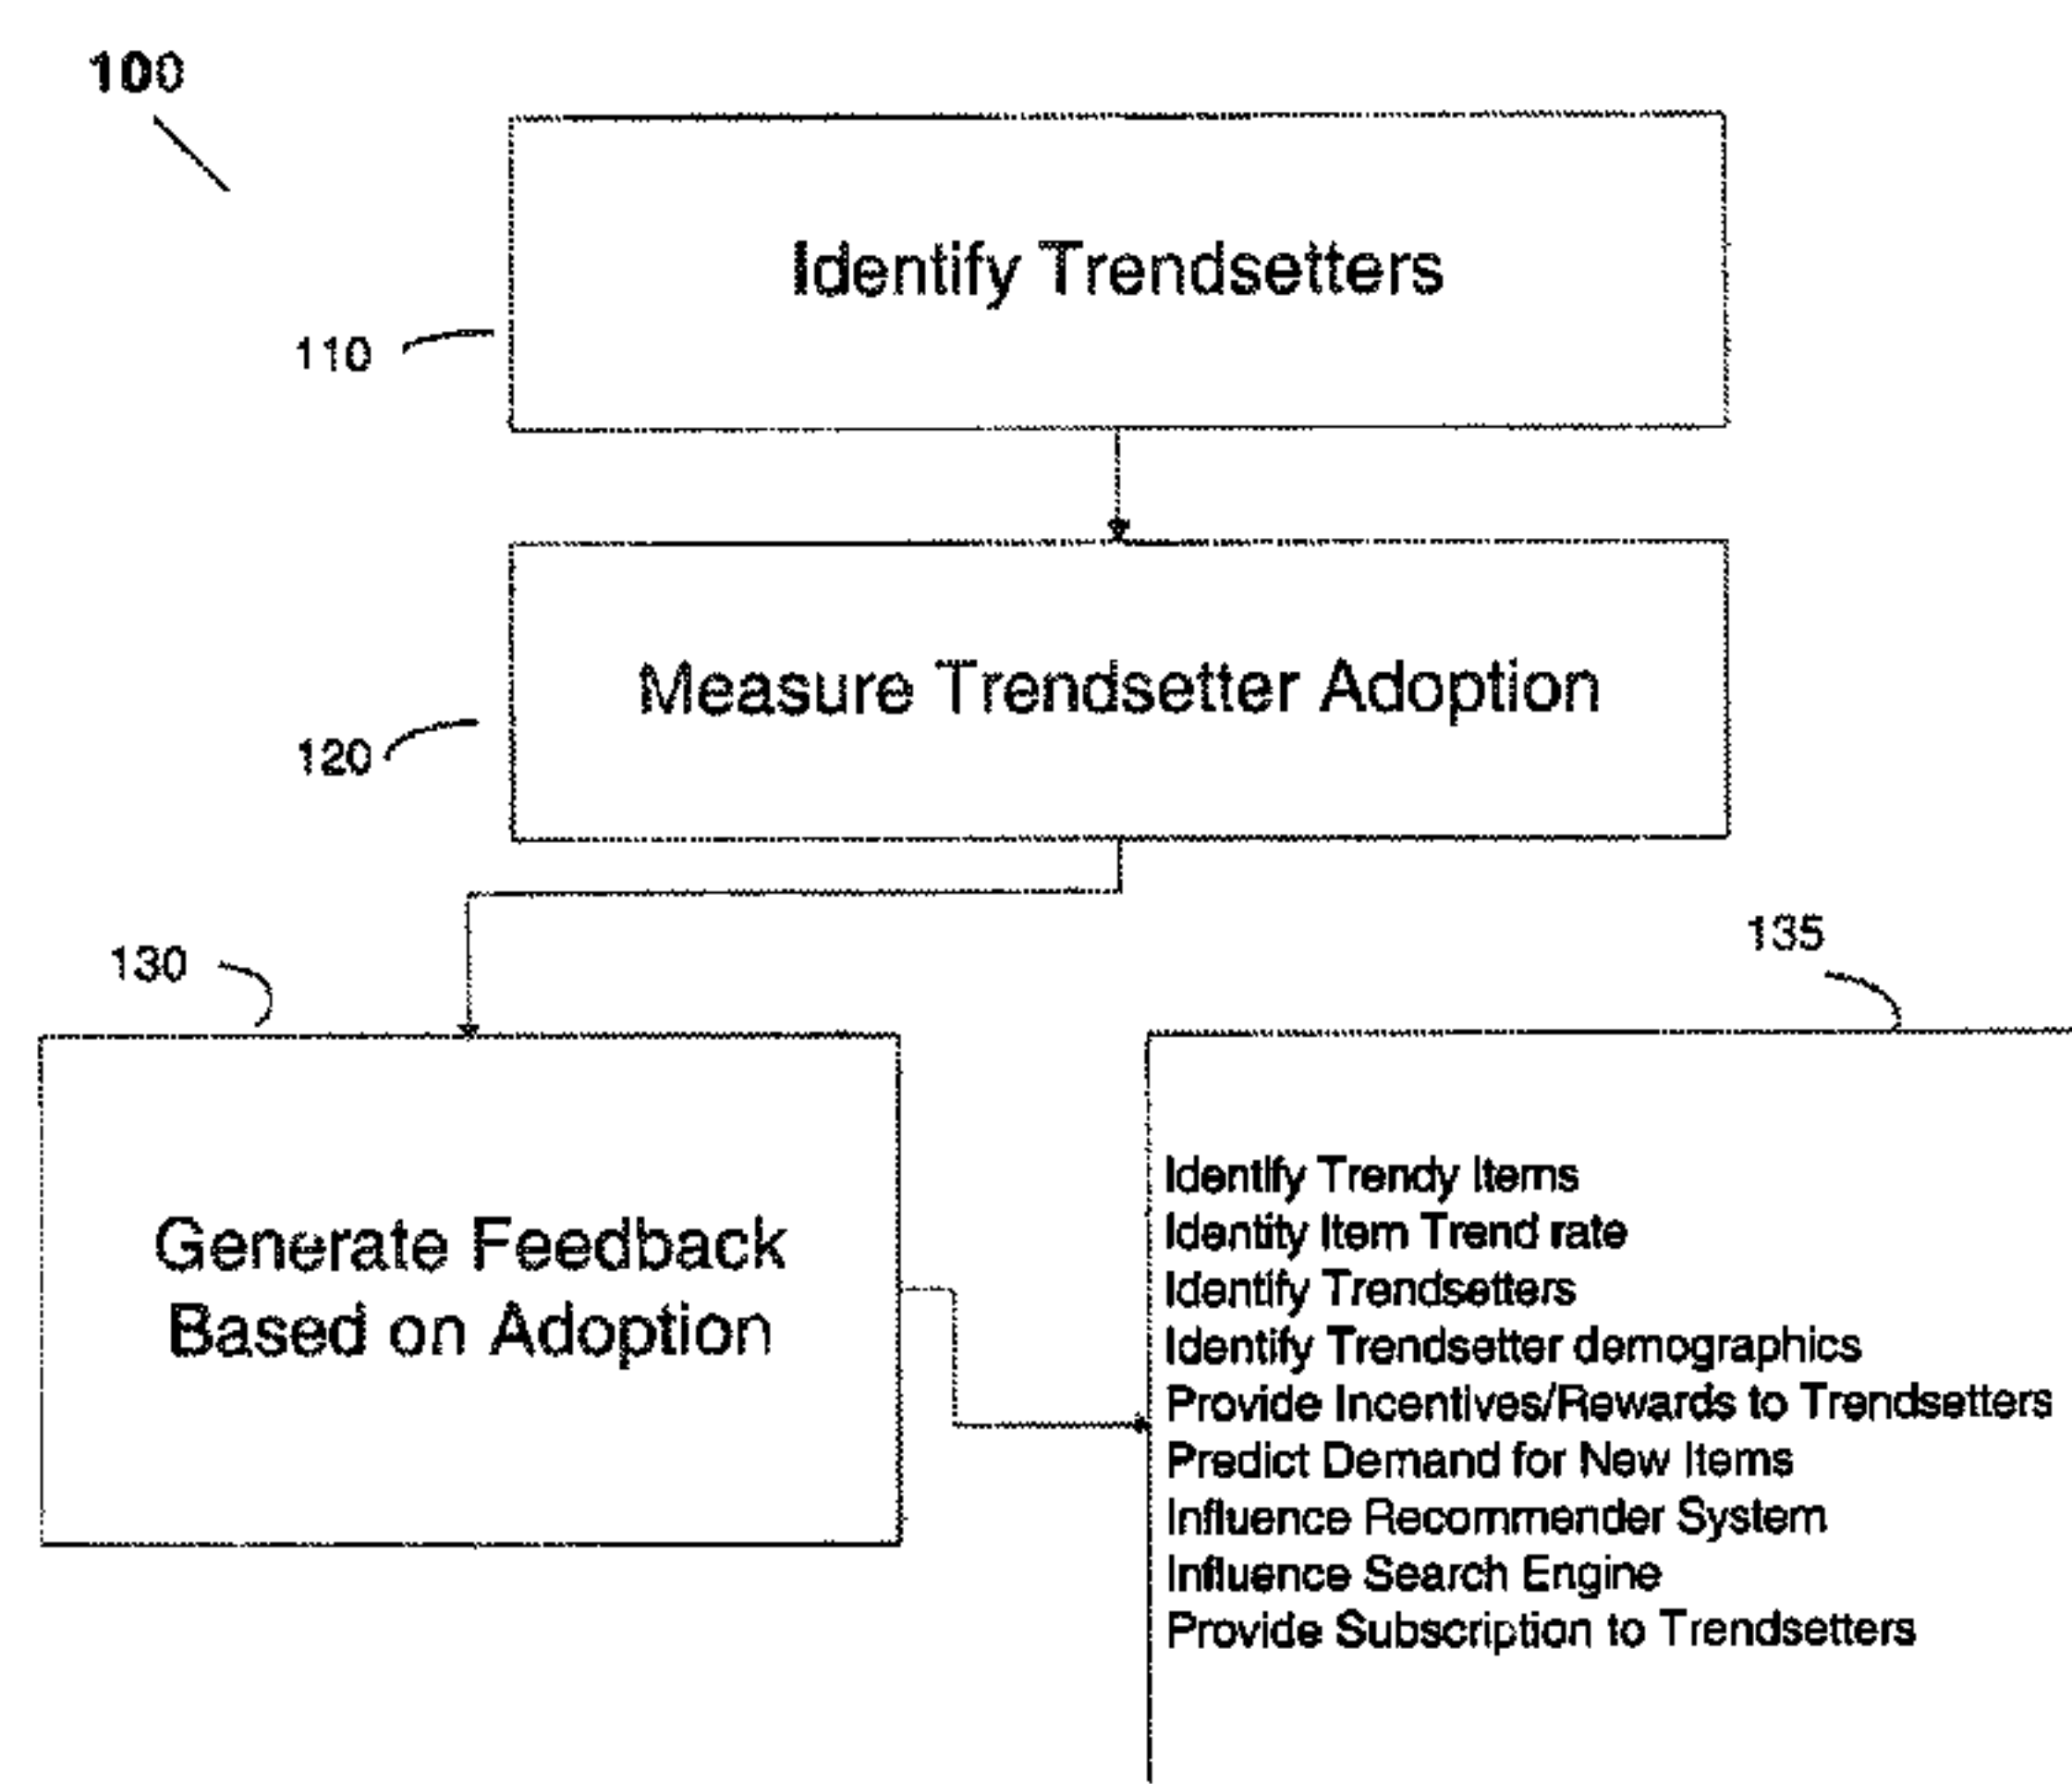 100
Identify Trendsetters
110
Measure Trendsetter Adoption
120
130
135
Generate Feedback
Based on Adoption
Identify Trendy Items
Identify Item Trend rate
Identify Trendsetters
Identify Trendsetter demographics
Provide Incentives/Rewards to Trendsetters
Predict Demand for New Items
Influence Recommender System
Influence Search Engine
Provide Subscription to Trendsetters